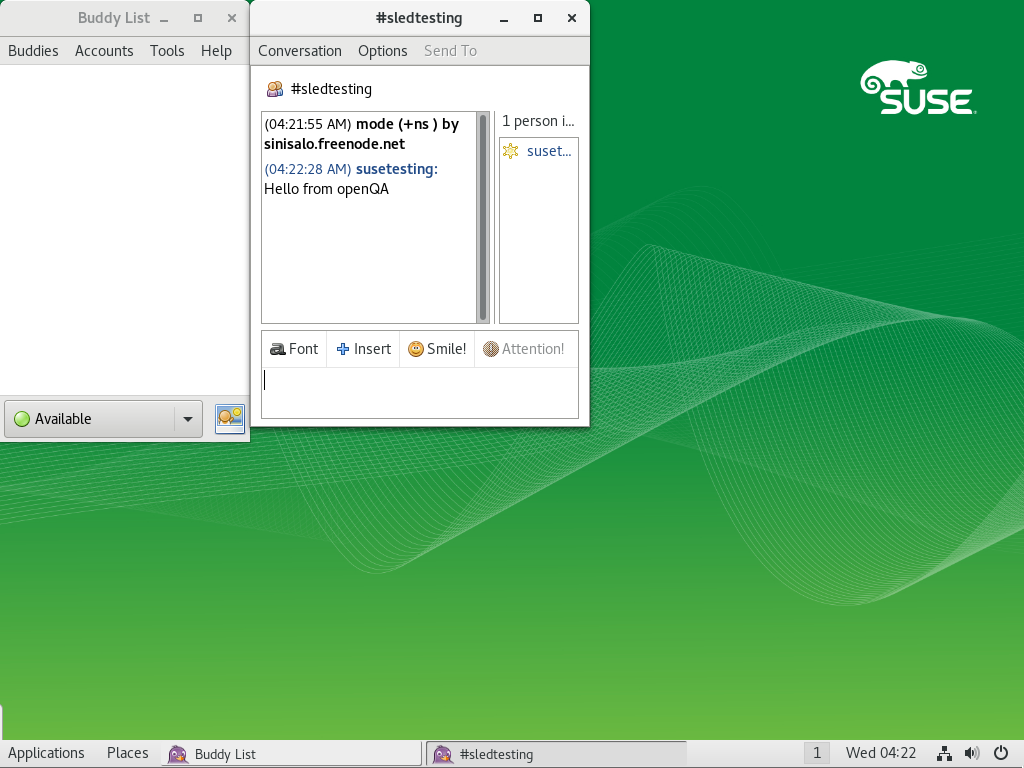 Buddy List
Buddies Accounts Tools Help
Available
#sledtesting
Conversation Options Send To
#sledtesting
(04:21:55 AM) mode (+ns ) by
sinisalo.freenode.net
(04:22:28 AM) susetesting:
Hello from openQA
1 person i...
suset...
Font Insert Smile! Attention!
SUSE
Applications Places Buddy List #sledtesting 1 Wed 04:22